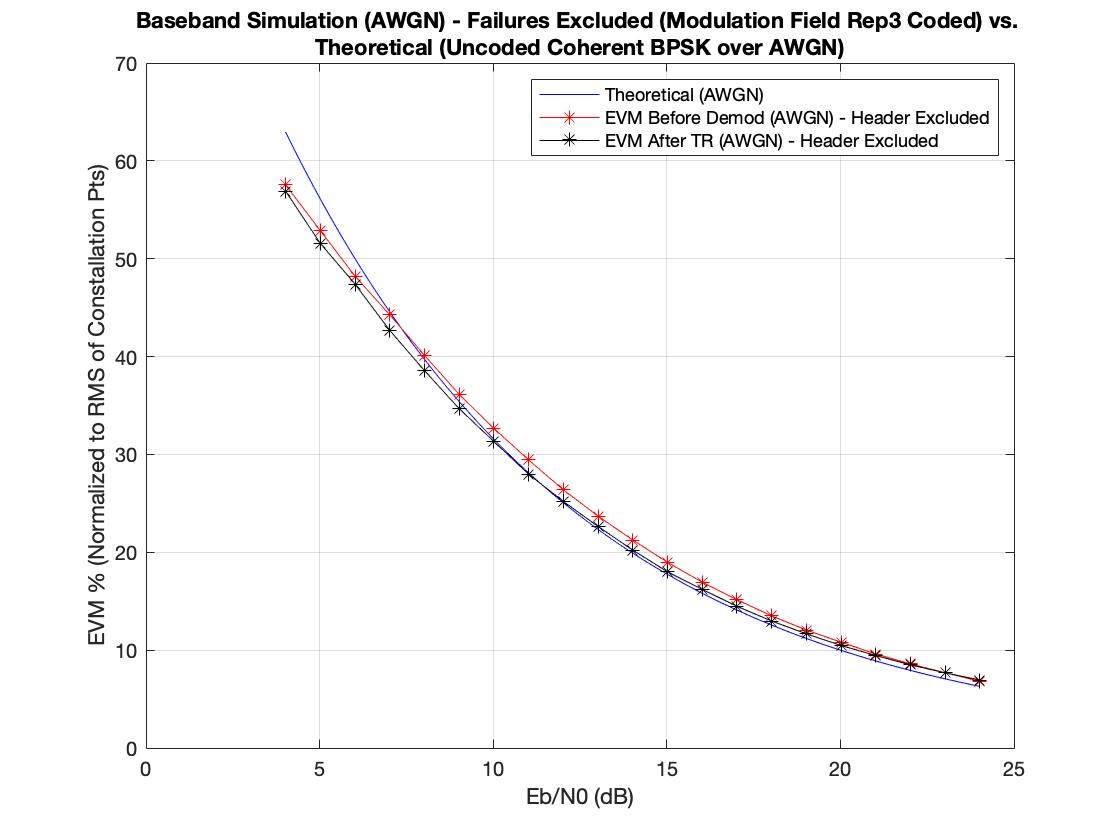 Baseband Simulation (AWGN) - Failures Excluded (Modulation Field Rep3 Coded) vs.
Theoretical (Uncoded Coherent BPSK over AWGN)
70
60
50
40
30
20
10
0
EVM % (Normalized to RMS of Constallation Pts)
Theoretical (AWGN)
EVM Before Demod (AWGN) - Header Excluded
EVM After TR (AWGN) - Header Excluded
0 5 10 15 20 25
Eb/N0 (dB)